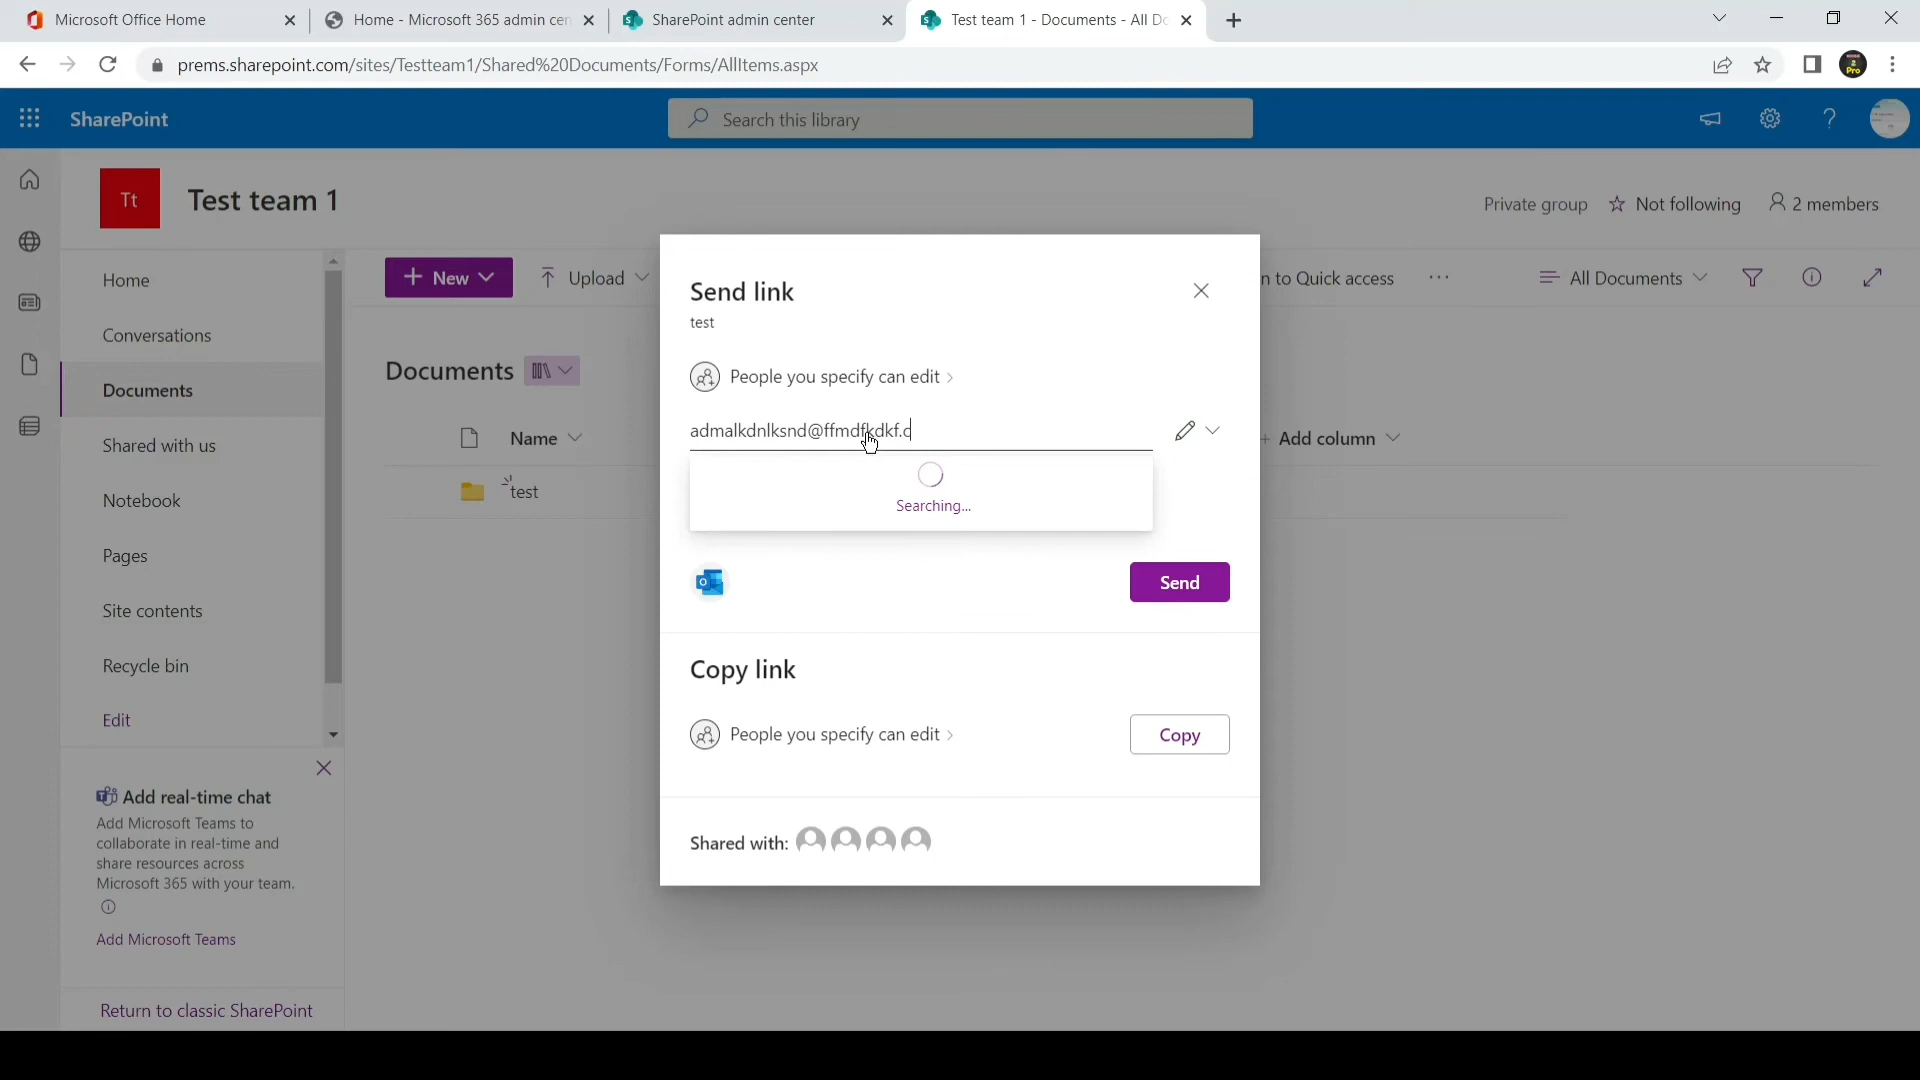 Microsoft Office Home
Home - Microsoft 365 admin cen
SharePoint admin center
Test team 1 - Documents - All Do
prems.sharepoint.com/sites/Testteam1/Shared%20Documents/Forms/AllItems.aspx
2
Pro
SharePoint
Search this library
Tt
Test team 1
Private group
Not following
2 members
Home
Conversations
Documents
Shared with us
Notebook
Pages
Site contents
Recycle bin
Edit
Add real-time chat
Add Microsoft Teams to
collaborate in real-time and
share resources across
Microsoft 365 with your team.
Add Microsoft Teams
Return to classic SharePoint
+ New
Upload
n to Quick access
...
All Documents
Documents
Name
+ Add column
test
Send link
test
People you specify can edit >
admalkdnlksnd@ffmdfkdkf.c
Searching...
Send
Copy link
People you specify can edit >
Copy
Shared with: